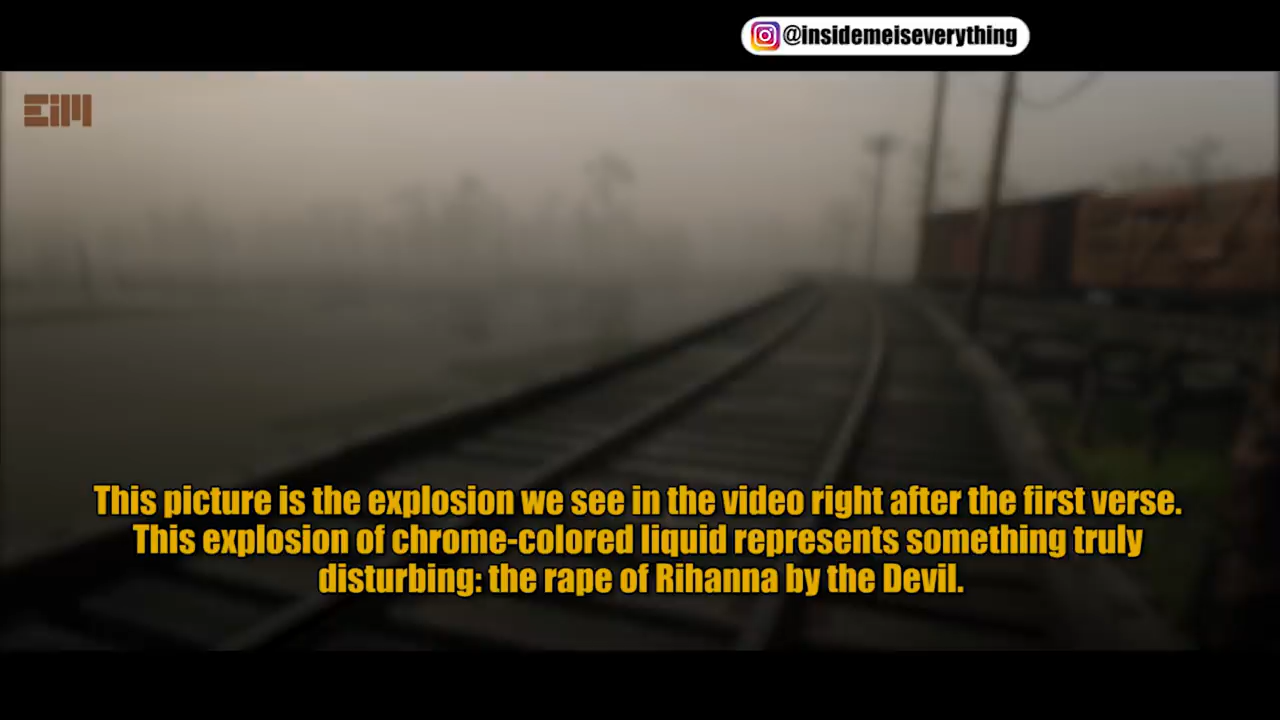 @insidemeiseverything
EiM
This picture is the explosion we see in the video right after the first verse.
This explosion of chrome-colored liquid represents something truly
disturbing: the rape of Rihanna by the Devil.